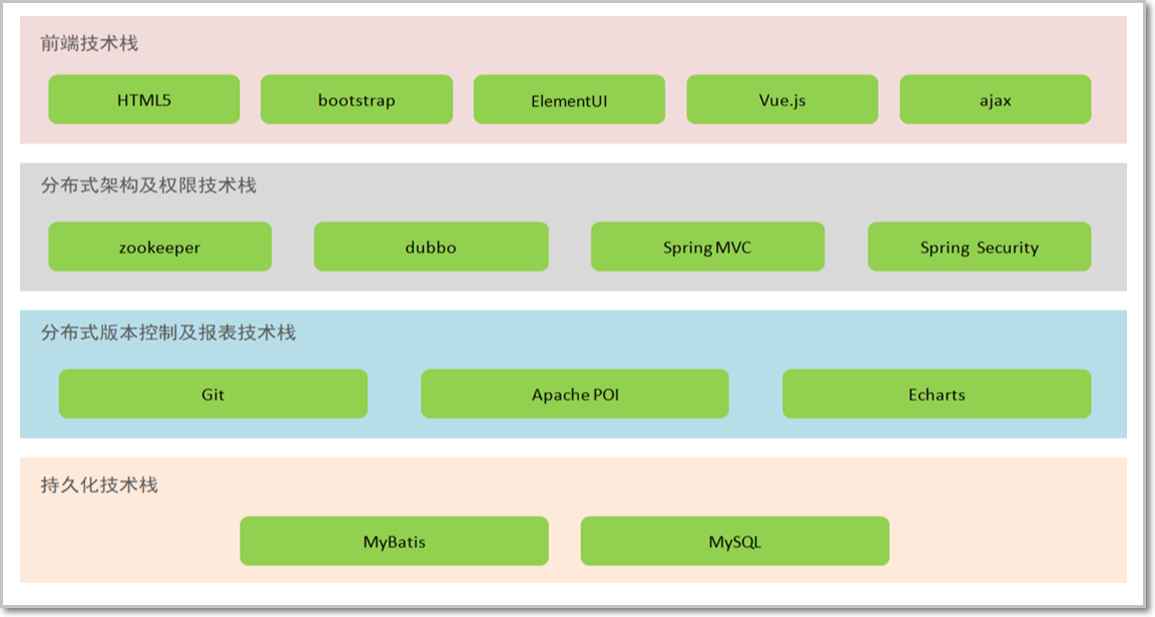 前端技术栈
HTML5 bootstrap ElementUI Vue.js ajax
分布式架构及权限技术栈
zookeeper dubbo Spring MVC Spring Security
分布式版本控制及报表技术栈
Git Apache POI Echarts
持久化技术栈
MyBatis MySQL